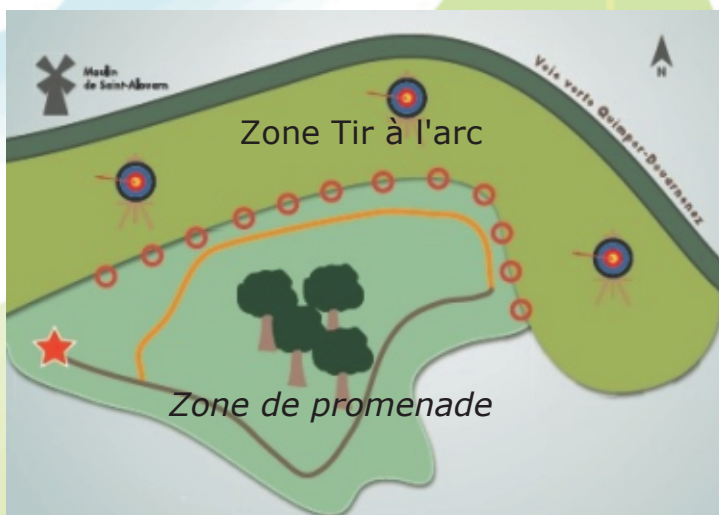 Moulin
de Saint-Alouarn
N
Voie verte Quimper-Douarnenez
Zone Tir à l'arc
Zone de promenade